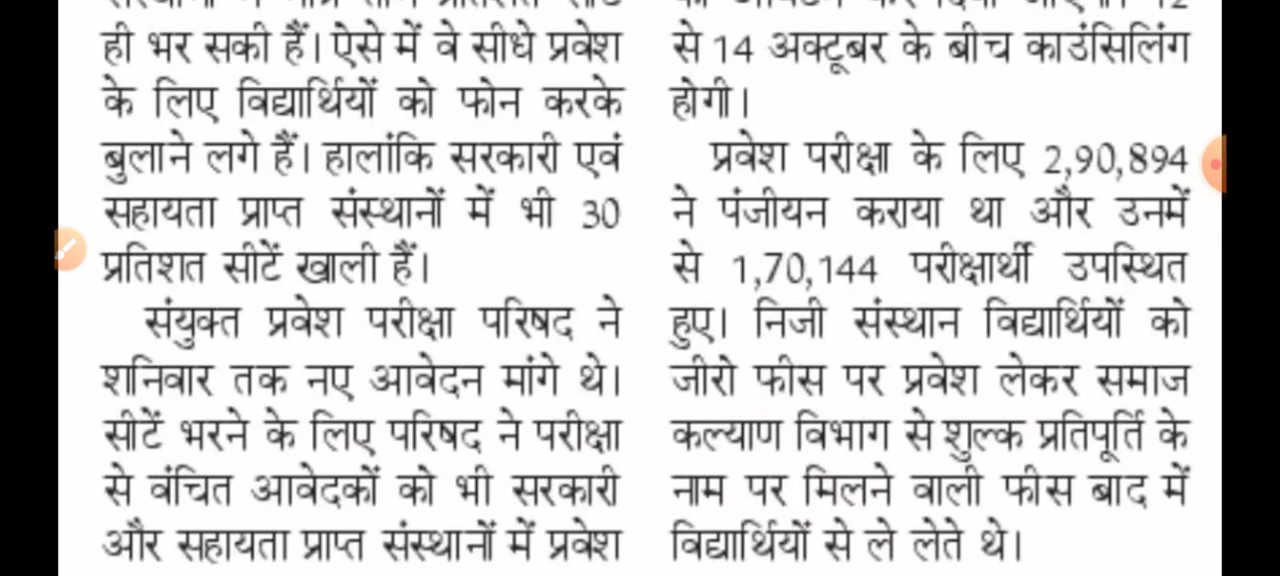 ही भर सकी हैं। ऐसे में वे सीधे प्रवेश
के लिए विद्यार्थियों को फोन करके
बुलाने लगे हैं। हालांकि सरकारी एवं
सहायता प्राप्त संस्थानों में भी 30
प्रतिशत सीटें खाली हैं।
संयुक्त प्रवेश परीक्षा परिषद ने
शनिवार तक नए आवेदन मांगे थे।
सीटें भरने के लिए परिषद ने परीक्षा
से वंचित आवेदकों को भी सरकारी
और सहायता प्राप्त संस्थानों में प्रवेश
से 14 अक्टूबर के बीच काउंसिलिंग
होगी।
प्रवेश परीक्षा के लिए 2,90,894
ने पंजीयन कराया था और उनमें
से 1,70,144 परीक्षार्थी उपस्थित
हुए। निजी संस्थान विद्यार्थियों को
जीरो फीस पर प्रवेश लेकर समाज
कल्याण विभाग से शुल्क प्रतिपूर्ति के
नाम पर मिलने वाली फीस बाद में
विद्यार्थियों से ले लेते थे।